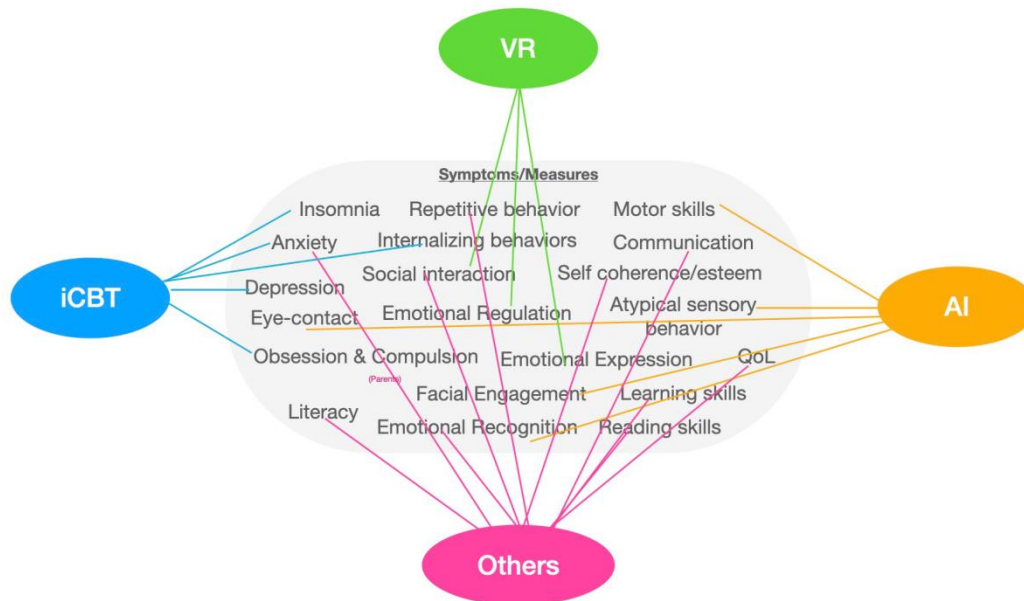 VR
Symptoms/Measures
Insomnia
Repetitive behavior
Motor skills
Anxiety
Internalizing behaviors
Communication
Social interaction
Self coherence/esteem
iCBT
Depression
Eye-contact
Emotional Regulation
Atypical sensory
behavior
AI
Obsession & Compulsion
(Parents)
Emotional Expression
QoL
Facial Engagement
Learning skills
Literacy
Emotional Recognition
Reading skills
Others